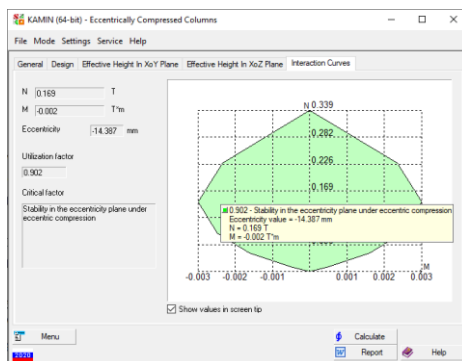 KAMIN (64-bit) - Eccentrically Compressed Columns
File Mode Settings Service Help
General Design Effective Height In XoY Plane Effective Height In XoZ Plane Interaction Curves
N 0.169 T
M -0.002 T*m
Eccentricity -14.387 mm
Utilization factor
0.902
Critical factor
Stability in the eccentricity plane under
eccentric compression
N 0.339
0.282
0.226
0.169
0.902 - Stability in the eccentricity plane under eccentric compression
Eccentricity value = -14.387 mm
N = 0.169 T
M = -0.002 T*m
M
-0.003 -0.002 -0.001 0.001 0.002 0.003
Show values in screen tip
Menu
Calculate
2020
Report
Help